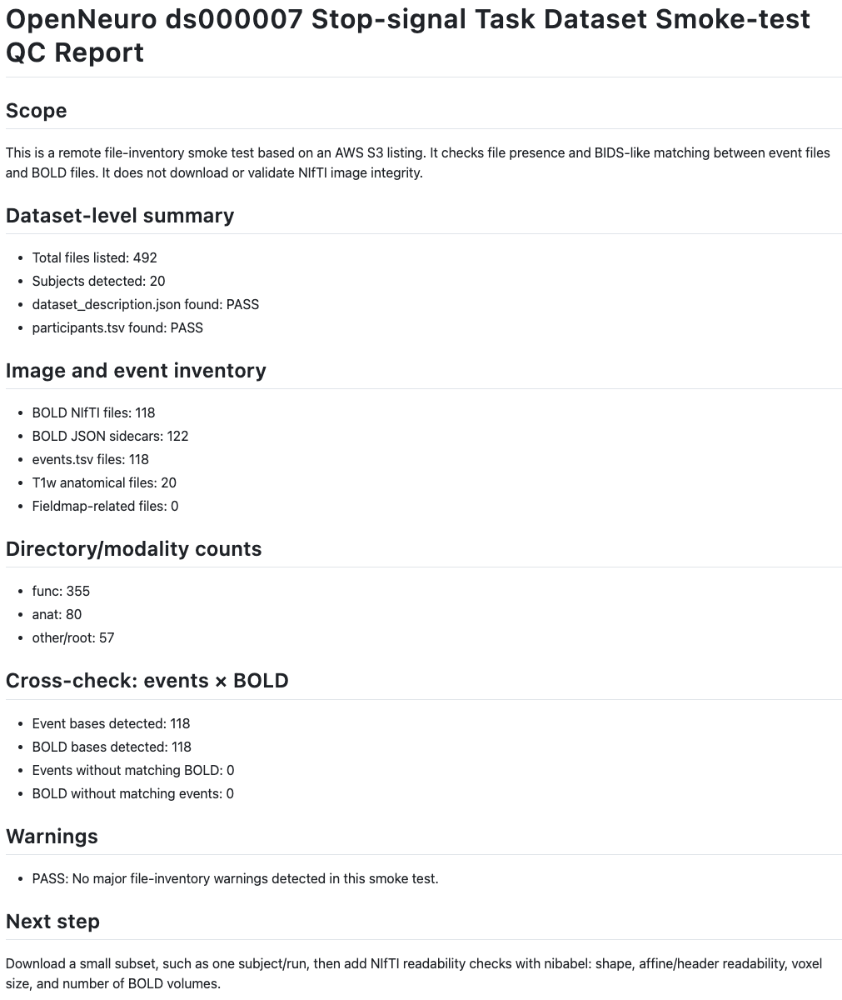 OpenNeuro ds000007 Stop-signal Task Dataset Smoke-test
QC Report
Scope
This is a remote file-inventory smoke test based on an AWS S3 listing. It checks file presence and BIDS-like matching between event files
and BOLD files. It does not download or validate NIfTI image integrity.
Dataset-level summary
• Total files listed: 492
• Subjects detected: 20
• dataset_description.json found: PASS
• participants.tsv found: PASS
Image and event inventory
• BOLD NIfTI files: 118
• BOLD JSON sidecars: 122
• events.tsv files: 118
• T1w anatomical files: 20
• Fieldmap-related files: 0
Directory/modality counts
• func: 355
• anat: 80
• other/root: 57
Cross-check: events × BOLD
• Event bases detected: 118
• BOLD bases detected: 118
• Events without matching BOLD: 0
• BOLD without matching events: 0
Warnings
• PASS: No major file-inventory warnings detected in this smoke test.
Next step
Download a small subset, such as one subject/run, then add NIfTI readability checks with nibabel: shape, affine/header readability, voxel
size, and number of BOLD volumes.